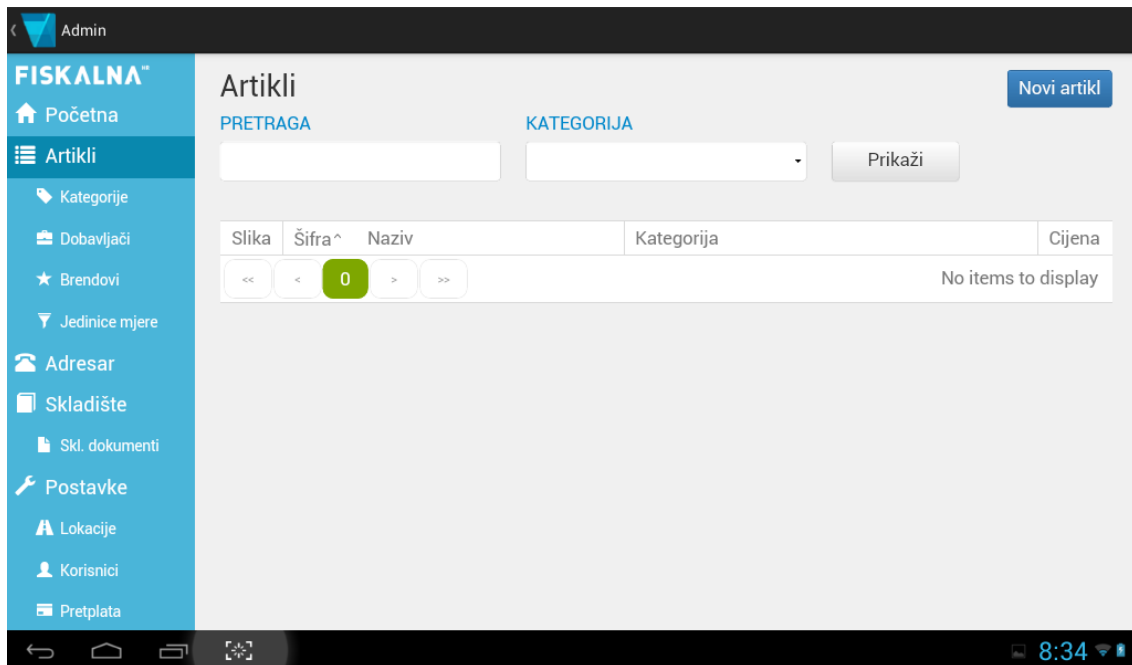 Admin
FISKALNA HR
Početna
Artikli
Kategorije
Dobavljači
Brendovi
Jedinice mjere
Adresar
Skladište
Skl. dokumenti
Postavke
Lokacije
Korisnici
Pretplata
Artikli
Novi artikl
PRETRAGA KATEGORIJA
Prikaži
Slika Šifra^ Naziv Kategorija Cijena
<< < 0 > >> No items to display
8:34